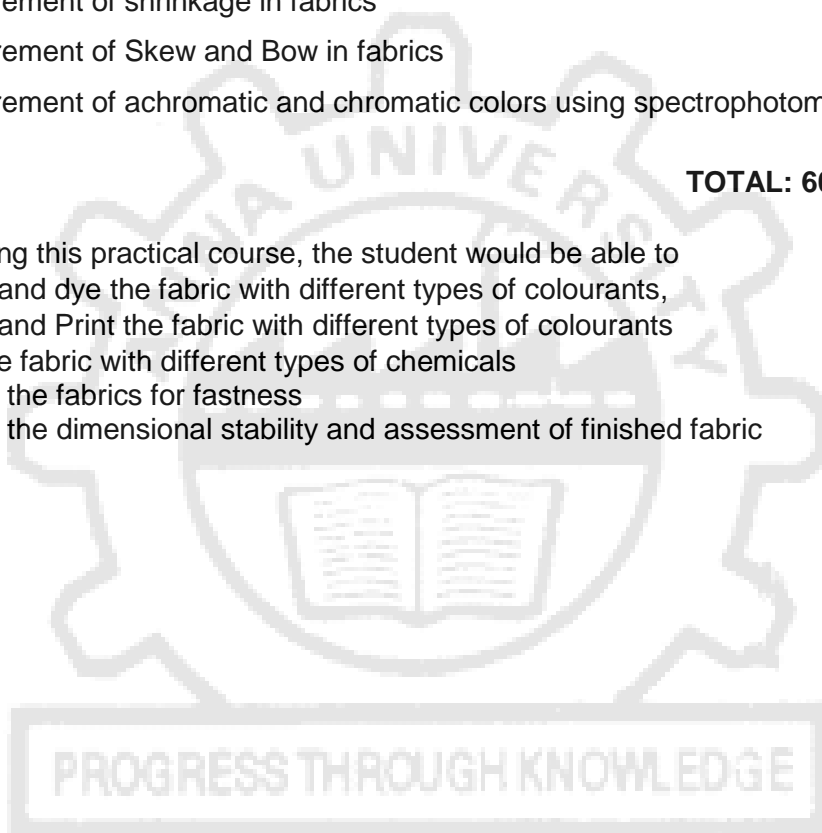 rement of shrinkage in fabrics
rement of Skew and Bow in fabrics
rement of achromatic and chromatic colors using spectrophotom
ANNA UNIVERSITY
TOTAL: 60
ng this practical course, the student would be able to
and dye the fabric with different types of colourants,
and Print the fabric with different types of colourants
e fabric with different types of chemicals
the fabrics for fastness
the dimensional stability and assessment of finished fabric
PROGRESS THROUGH KNOWLEDGE